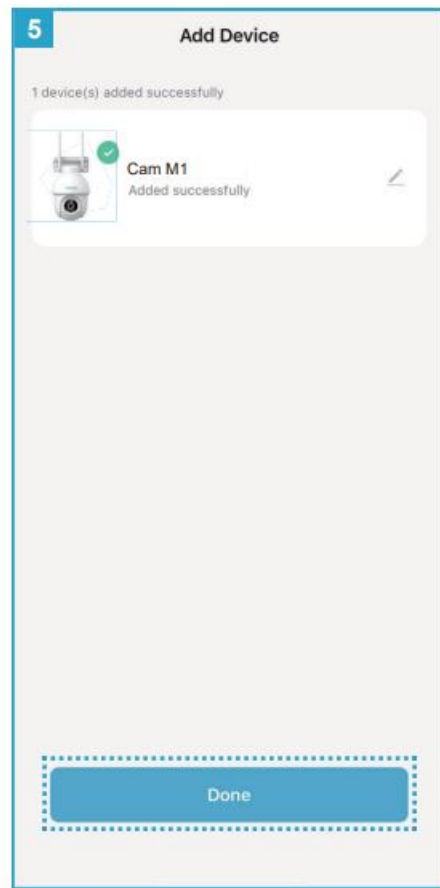 5
Add Device
1 device(s) added successfully
Cam M1
Added successfully
Done